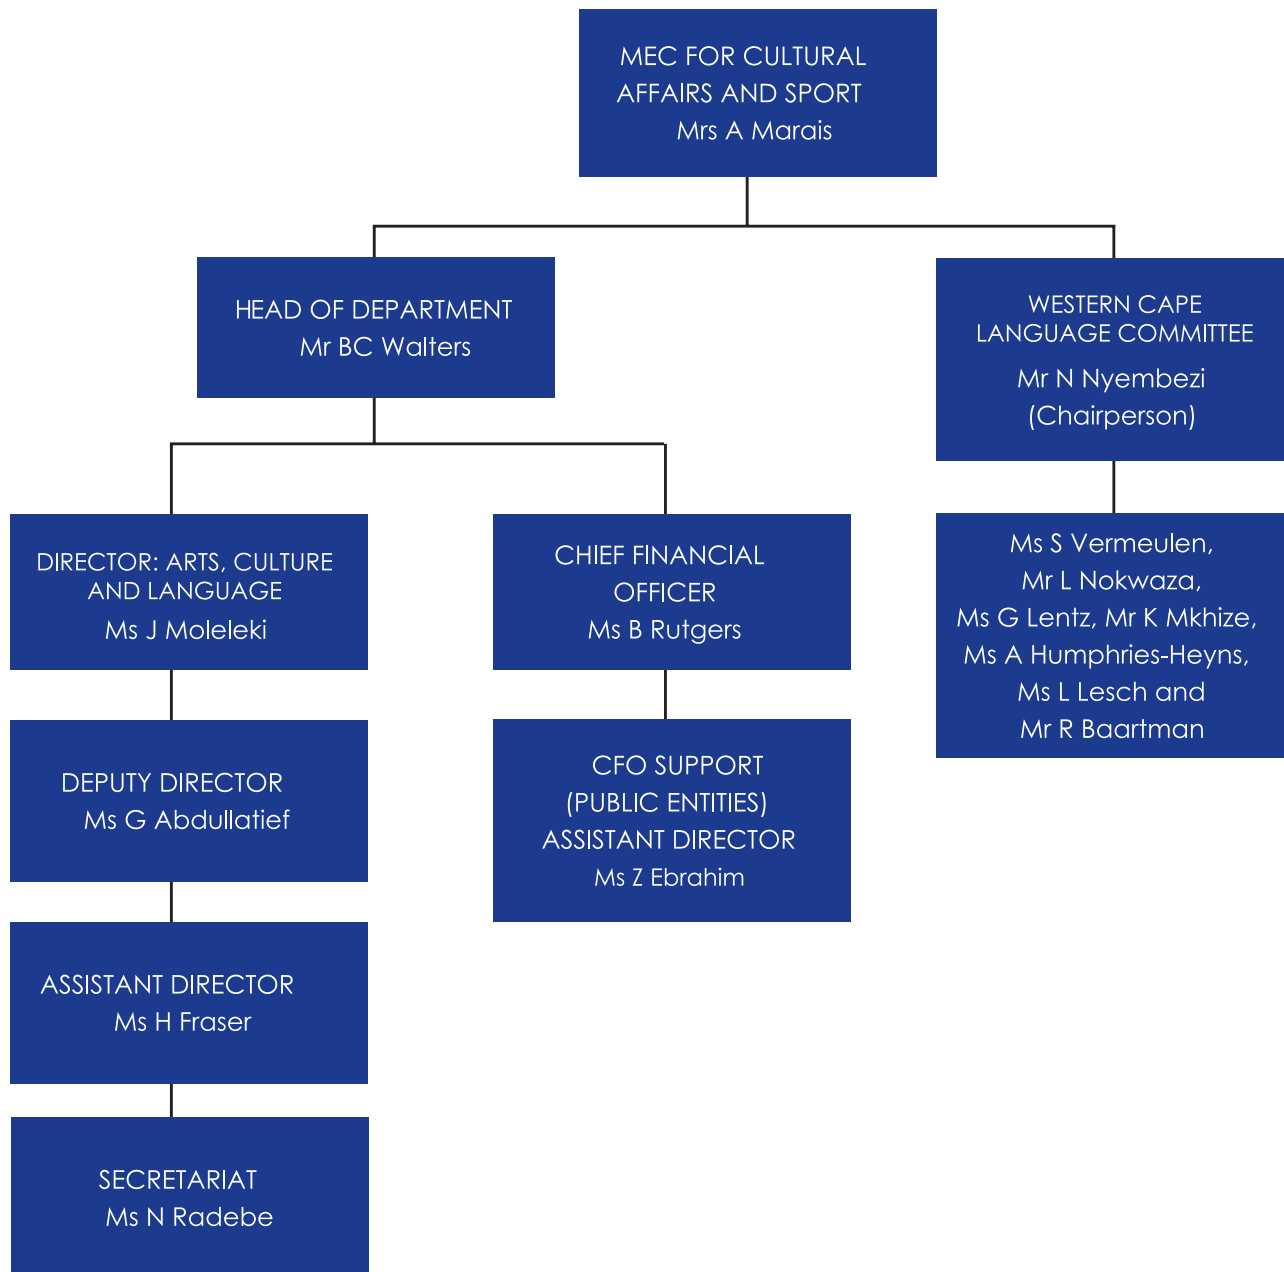 MEC FOR CULTURAL
AFFAIRS AND SPORT
Mrs A Marais
HEAD OF DEPARTMENT
Mr BC Walters
WESTERN CAPE
LANGUAGE COMMITTEE
Mr N Nyembezi
(Chairperson)
DIRECTOR: ARTS, CULTURE
AND LANGUAGE
Ms J Moleleki
CHIEF FINANCIAL
OFFICER
Ms B Rutgers
Ms S Vermeulen,
Mr L Nokwaza,
Ms G Lentz, Mr K Mkhize,
Ms A Humphries-Heyns,
Ms L Lesch and
Mr R Baartman
DEPUTY DIRECTOR
Ms G Abdullatief
CFO SUPPORT
(PUBLIC ENTITIES)
ASSISTANT DIRECTOR
Ms Z Ebrahim
ASSISTANT DIRECTOR
Ms H Fraser
SECRETARIAT
Ms N Radebe